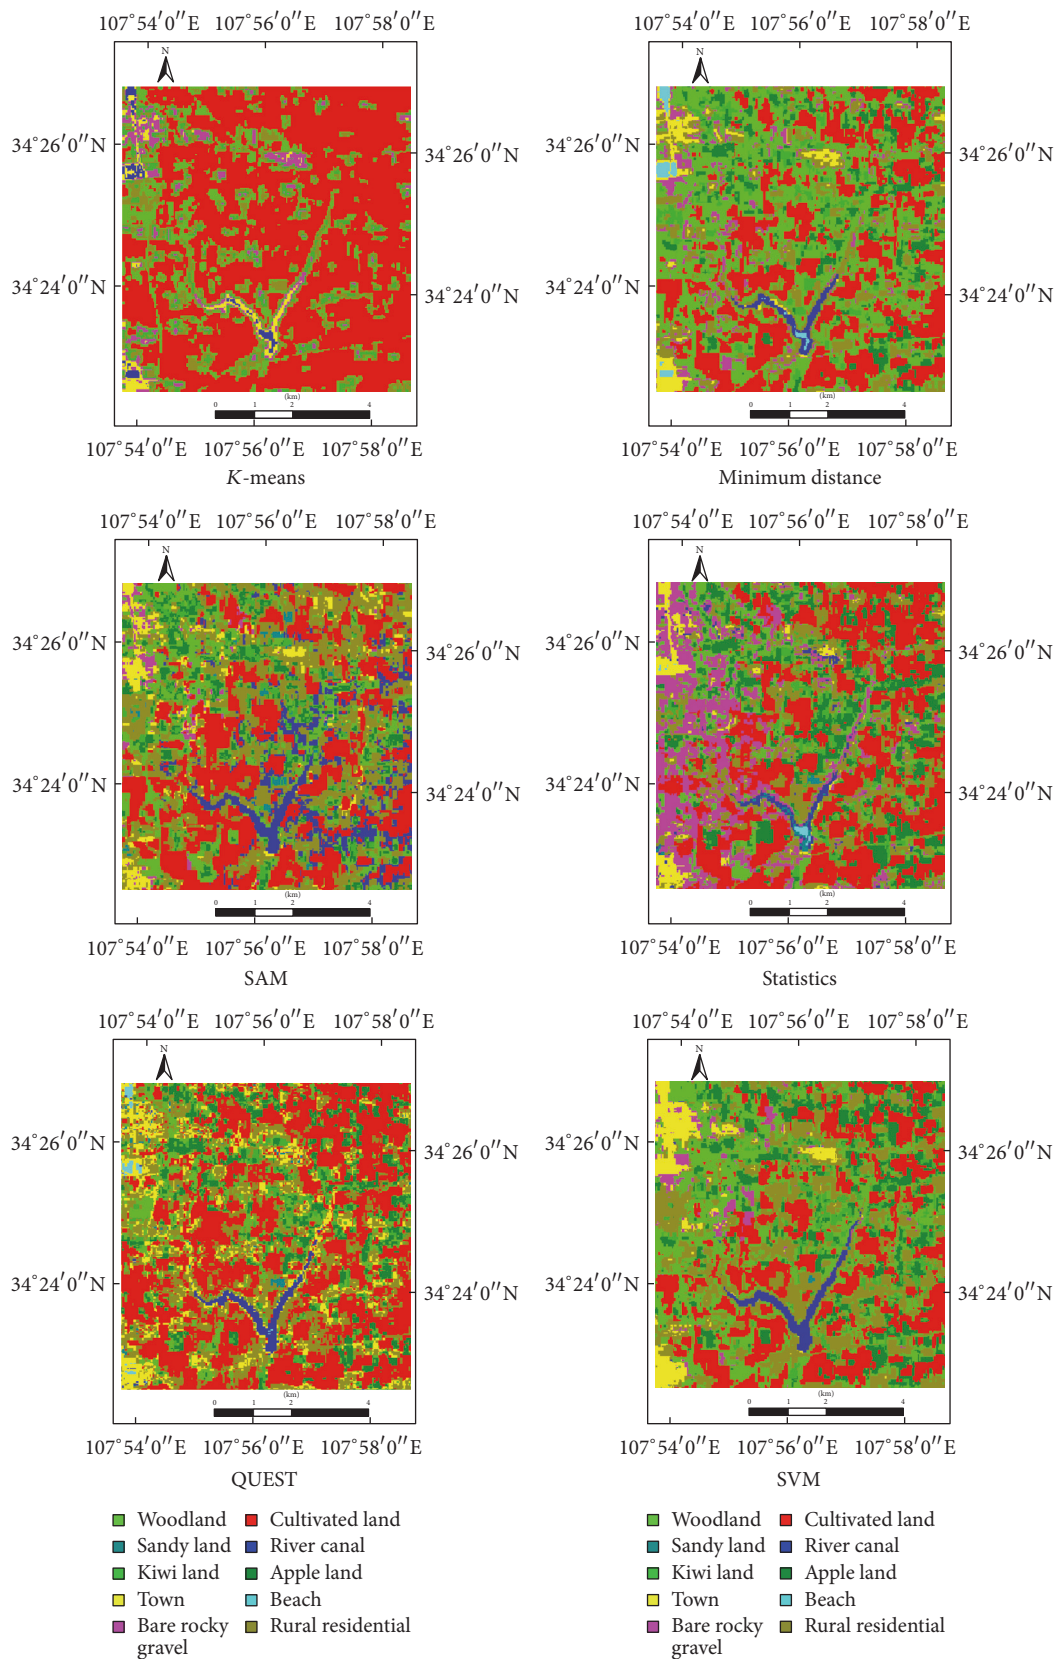 107°54′0″E 107°56′0″E 107°58′0″E
107°54′0″E 107°56′0″E 107°58′0″E
N
N
34°26′0″N
34°26′0″N
34°26′0″N
34°26′0″N
34°24′0″N
34°24′0″N
34°24′0″N
34°24′0″N
(km)
0 1 2 4
(km)
0 1 2 4
107°54′0″E 107°56′0″E 107°58′0″E
107°54′0″E 107°56′0″E 107°58′0″E
K-means
Minimum distance
107°54′0″E 107°56′0″E 107°58′0″E
107°54′0″E 107°56′0″E 107°58′0″E
N
N
34°26′0″N
34°26′0″N
34°26′0″N
34°26′0″N
34°24′0″N
34°24′0″N
34°24′0″N
34°24′0″N
(km)
0 1 2 4
(km)
0 1 2 4
107°54′0″E 107°56′0″E 107°58′0″E
107°54′0″E 107°56′0″E 107°58′0″E
SAM
Statistics
107°54′0″E 107°56′0″E 107°58′0″E
107°54′0″E 107°56′0″E 107°58′0″E
N
N
34°26′0″N
34°26′0″N
34°26′0″N
34°26′0″N
34°24′0″N
34°24′0″N
34°24′0″N
34°24′0″N
(km)
0 1 2 4
(km)
0 1 2 4
107°54′0″E 107°56′0″E 107°58′0″E
107°54′0″E 107°56′0″E 107°58′0″E
QUEST
SVM
Woodland
Sandy land
Kiwi land
Town
Bare rocky
gravel
Cultivated land
River canal
Apple land
Beach
Rural residential
Woodland
Sandy land
Kiwi land
Town
Bare rocky
gravel
Cultivated land
River canal
Apple land
Beach
Rural residential